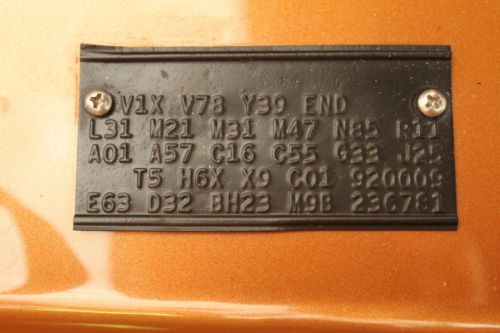 V1X V78 Y39 END
L31 M21 M31 M47 N85 R11
A01 A57 C16 C55 G33 J25
T5 H6X X9 C01 920009
E63 D32 BH23 M9B 23G781